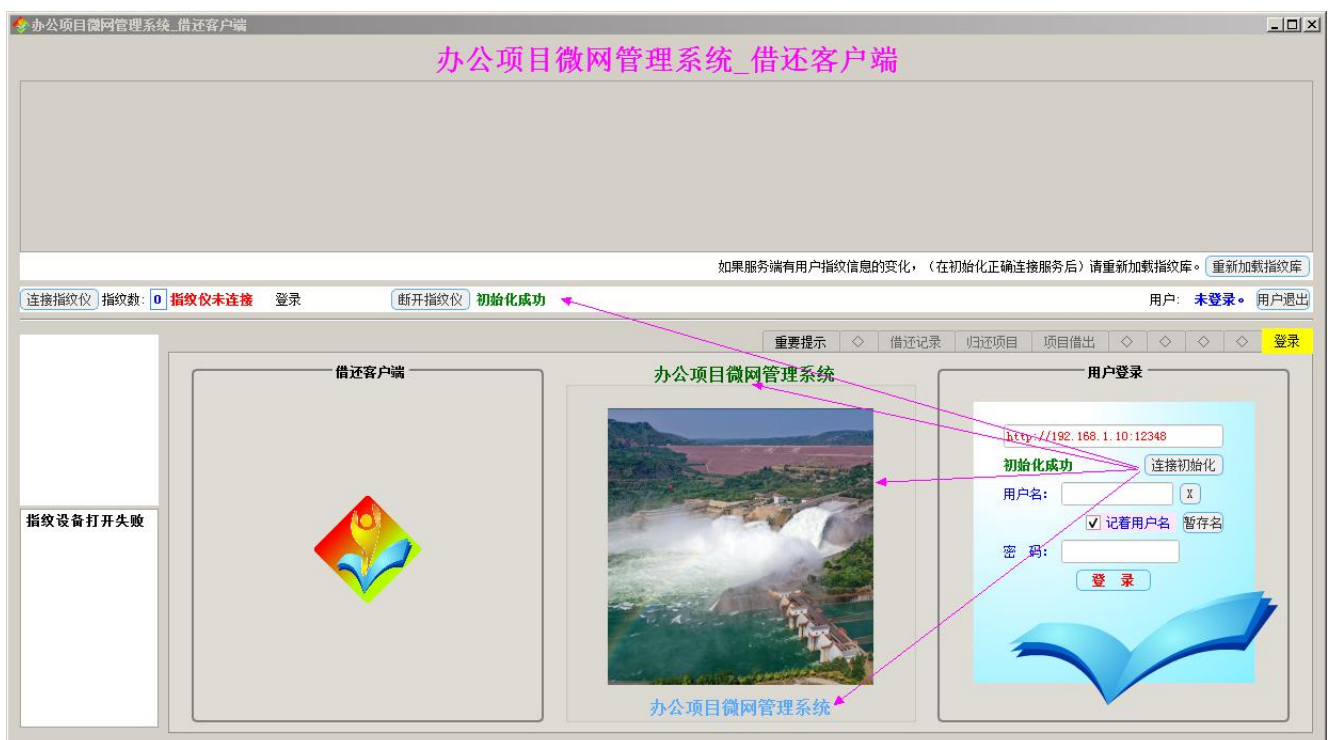 办公项目微网管理系统_借还客户端
办公项目微网管理系统_借还客户端
如果服务端有用户指纹信息的变化，（在初始化正确连接服务后）请重新加载指纹库。 重新加载指纹库
连接指纹仪 指纹数: 0 指纹仪未连接 登录 断开指纹仪 初始化成功 用户: 未登录。 用户退出
重要提示 ◇ 借还记录 归还项目 项目借出 ◇ ◇ ◇ ◇ 登录
借还客户端
办公项目微网管理系统
用户登录
http://192.168.1.10:12348
初始化成功 连接初始化
用户名: X
记着用户名 暂存名
密 码:
登 录
指纹设备打开失败
办公项目微网管理系统